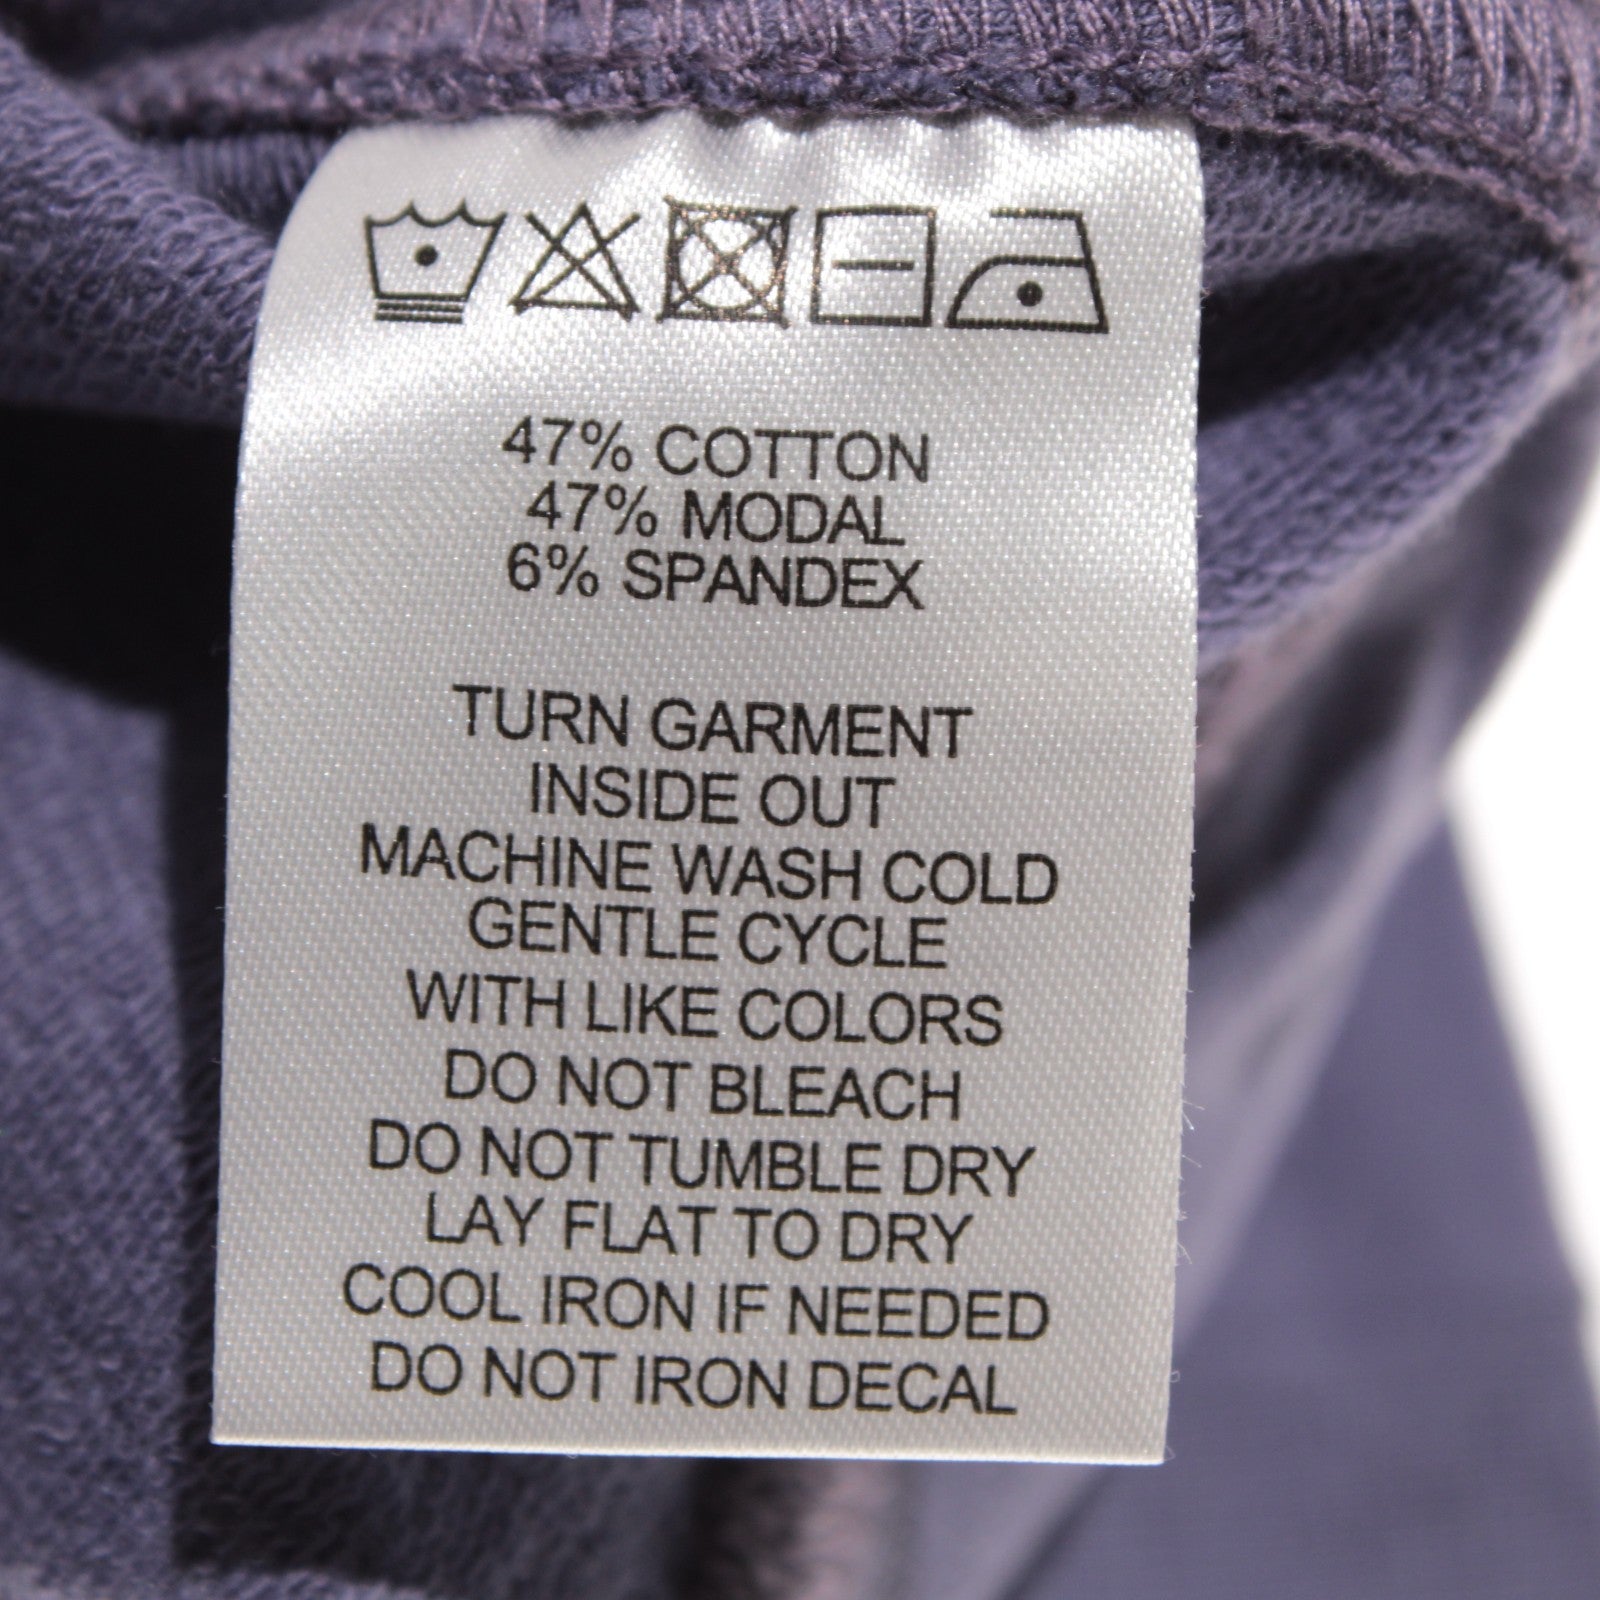 47% COTTON
47% MODAL
6% SPANDEX
TURN GARMENT
INSIDE OUT
MACHINE WASH COLD
GENTLE CYCLE
WITH LIKE COLORS
DO NOT BLEACH
DO NOT TUMBLE DRY
LAY FLAT TO DRY
COOL IRON IF NEEDED
DO NOT IRON DECAL